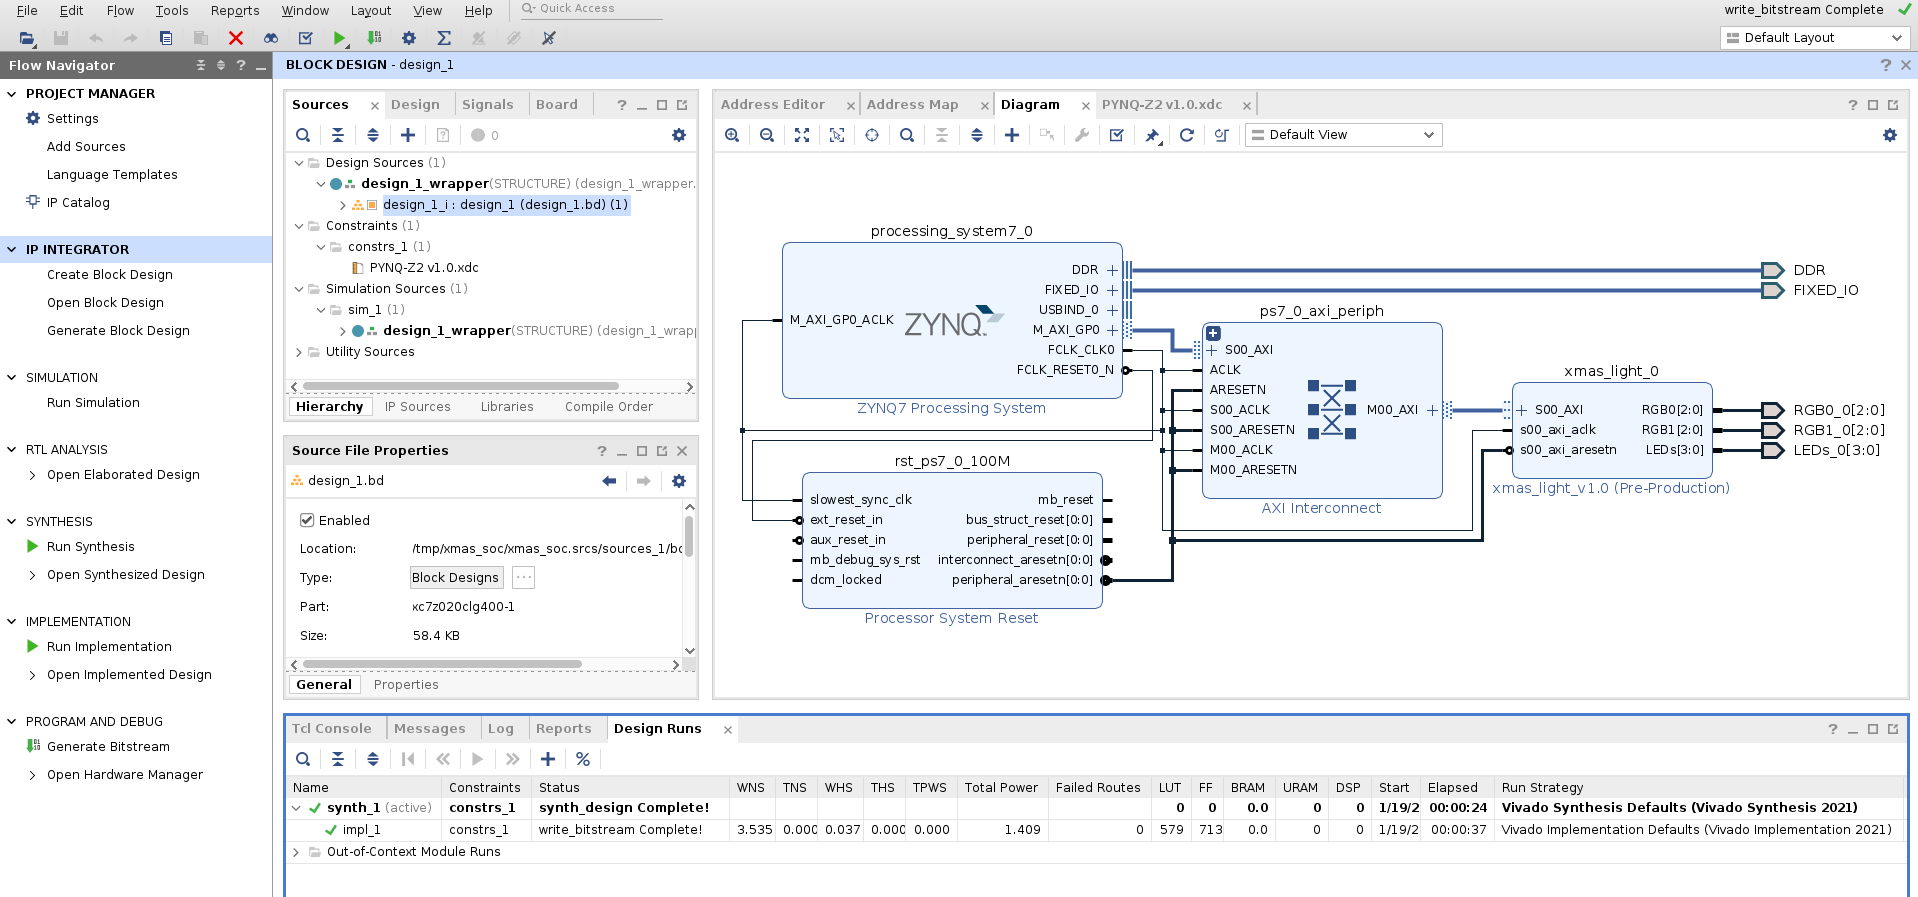 File Edit Flow Tools Reports Window Layout View Help Quick Access write_bitstream Complete
Default Layout
Flow Navigator
PROJECT MANAGER
Settings
Add Sources
Language Templates
IP Catalog
IP INTEGRATOR
Create Block Design
Open Block Design
Generate Block Design
SIMULATION
Run Simulation
RTL ANALYSIS
Open Elaborated Design
SYNTHESIS
Run Synthesis
Open Synthesized Design
IMPLEMENTATION
Run Implementation
Open Implemented Design
PROGRAM AND DEBUG
Generate Bitstream
Open Hardware Manager
BLOCK DESIGN - design_1
Sources Design Signals Board
0
Design Sources (1)
design_1_wrapper(STRUCTURE) (design_1_wrapper.
design_1_i : design_1 (design_1.bd) (1)
Constraints (1)
constrs_1 (1)
PYNQ-Z2 v1.0.xdc
Simulation Sources (1)
sim_1 (1)
design_1_wrapper(STRUCTURE) (design_1_wrapp
Utility Sources
Hierarchy IP Sources Libraries Compile Order
Source File Properties
design_1.bd
Enabled
Location: /tmp/xmas_soc/xmas_soc.srcs/sources_1/bd
Type: Block Designs
Part: xc7z020clg400-1
Size: 58.4 KB
General Properties
Address Editor Address Map Diagram PYNQ-Z2 v1.0.xdc
Default View
processing_system7_0
M_AXI_GP0_ACLK
ZYNQ
DDR
FIXED_IO
USBIND_0
M_AXI_GP0
FCLK_CLK0
FCLK_RESET0_N
ZYNQ7 Processing System
rst_ps7_0_100M
slowest_sync_clk
ext_reset_in
aux_reset_in
mb_debug_sys_rst
dcm_locked
mb_reset
bus_struct_reset[0:0]
peripheral_reset[0:0]
interconnect_aresetn[0:0]
peripheral_aresetn[0:0]
Processor System Reset
ps7_0_axi_periph
S00_AXI
ACLK
ARESETN
S00_ACLK
S00_ARESETN
M00_ACLK
M00_ARESETN
M00_AXI
AXI Interconnect
xmas_light_0
S00_AXI
s00_axi_aclk
s00_axi_aresetn
RGB0[2:0]
RGB1[2:0]
LEDs[3:0]
xmas_light_v1.0 (Pre-Production)
DDR
FIXED_IO
RGB0_0[2:0]
RGB1_0[2:0]
LEDs_0[3:0]
Tcl Console Messages Log Reports Design Runs
Name Constraints Status WNS TNS WHS THS TPWS Total Power Failed Routes LUT FF BRAM URAM DSP Start Elapsed Run Strategy
synth_1 (active) constrs_1 synth_design Complete! 0 0 0.0 0 0 1/19/2 00:00:24 Vivado Synthesis Defaults (Vivado Synthesis 2021)
impl_1 constrs_1 write_bitstream Complete! 3.535 0.000 0.037 0.000 0.000 1.409 0 579 713 0.0 0 0 1/19/2 00:00:37 Vivado Implementation Defaults (Vivado Implementation 2021)
Out-of-Context Module Runs